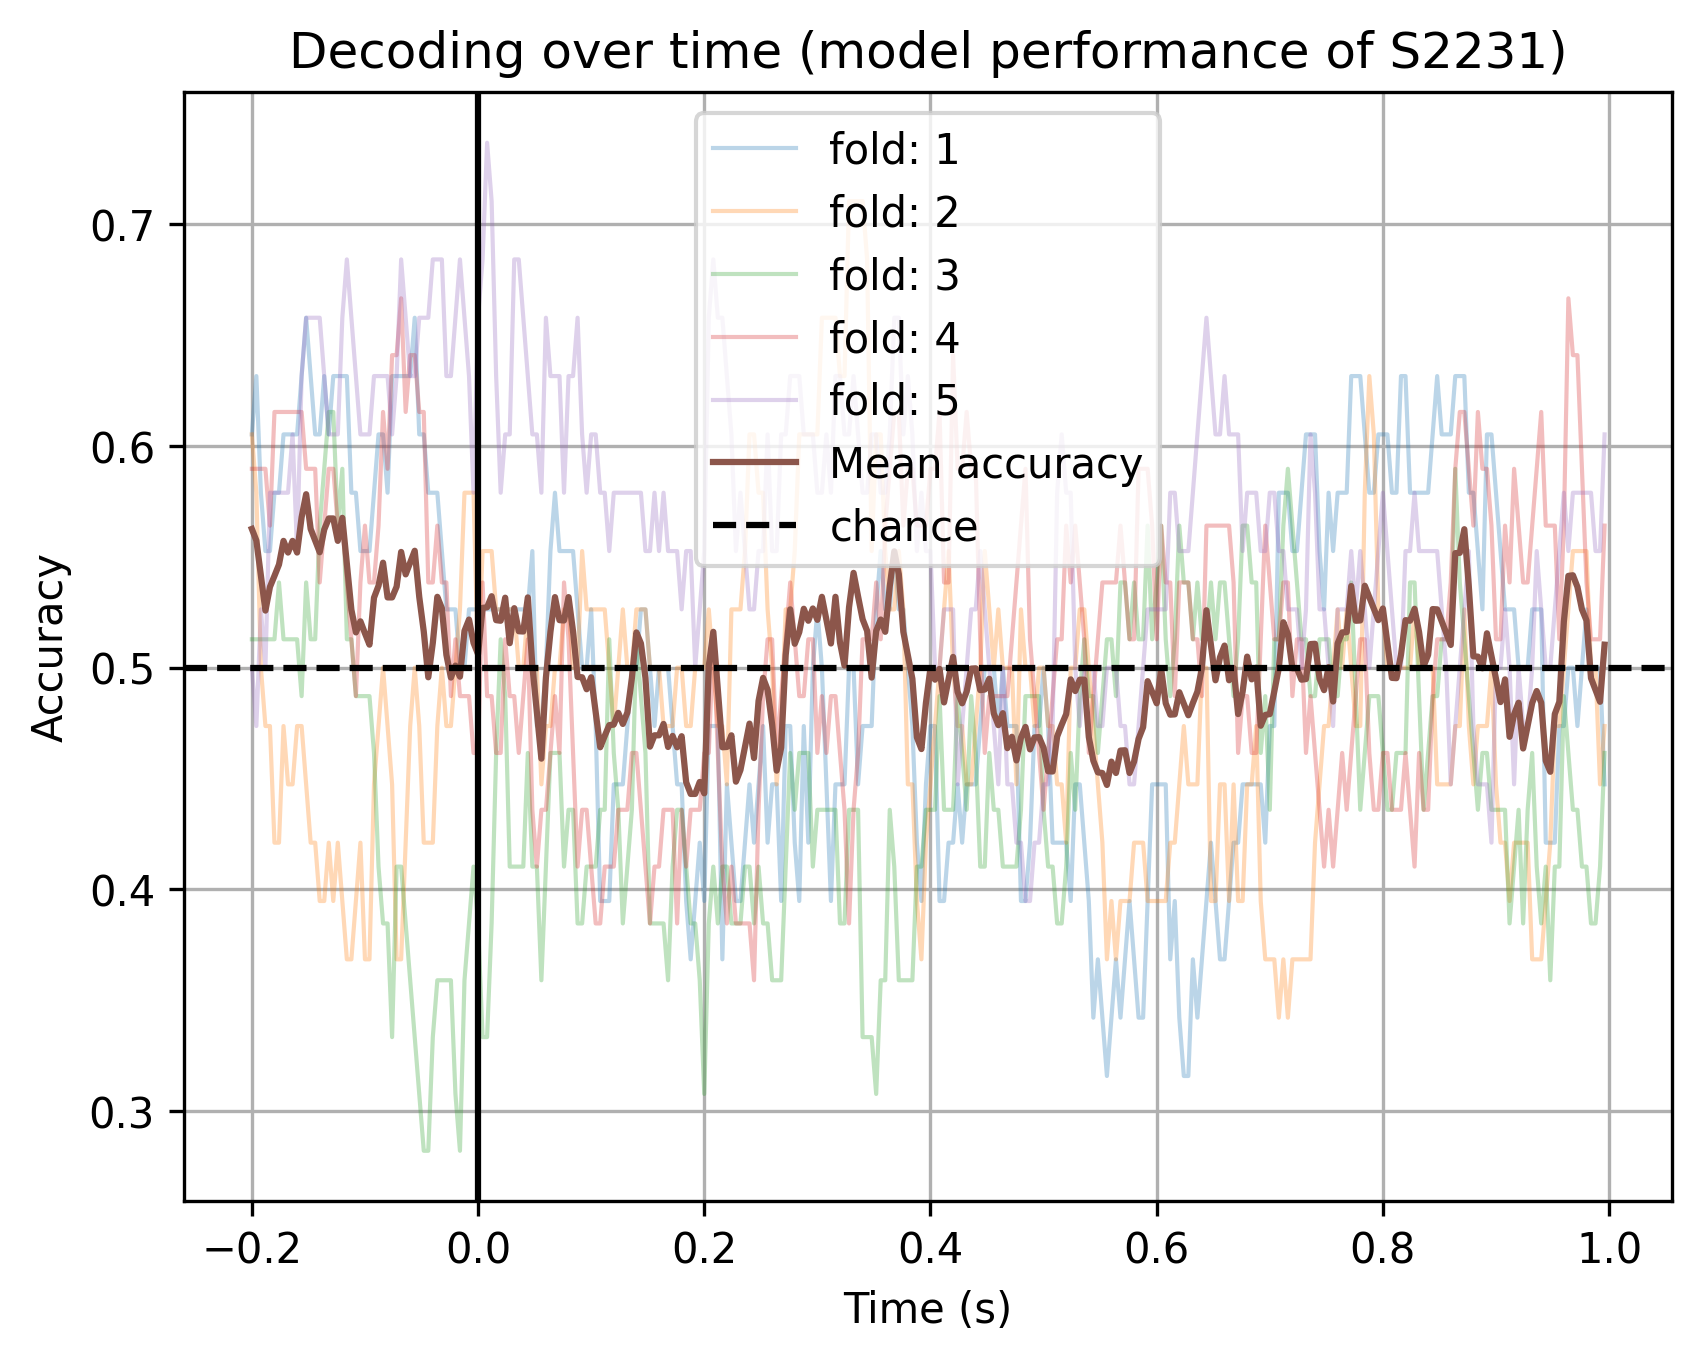 Decoding over time (model performance of S2231)
Accuracy
0.7
0.6
0.5
0.4
0.3
fold: 1
fold: 2
fold: 3
fold: 4
fold: 5
Mean accuracy
chance
−0.2 0.0 0.2 0.4 0.6 0.8 1.0
Time (s)